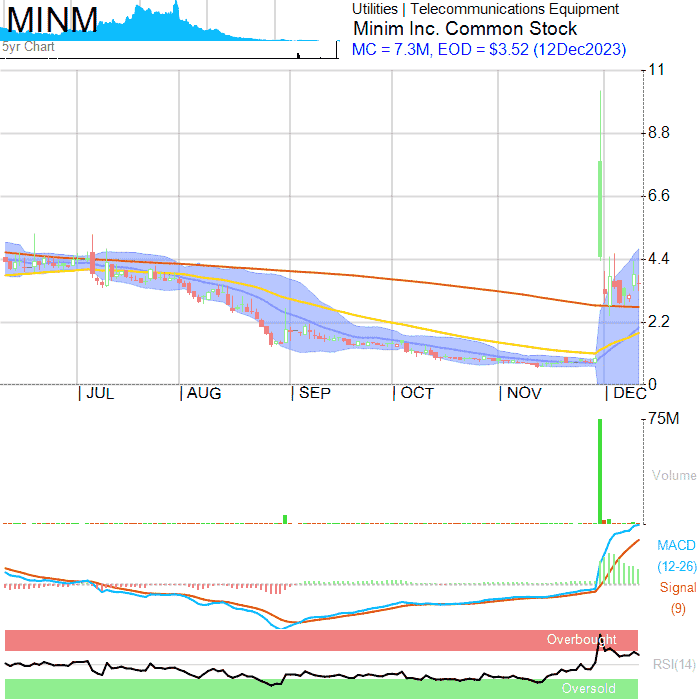 MINM
5yr Chart
Utilities | Telecommunications Equipment
Minim Inc. Common Stock
MC = 7.3M, EOD = $3.52 (12Dec2023)
11
8.8
6.6
4.4
2.2
0
| JUL | AUG | SEP | OCT | NOV | DEC
75M
Volume
MACD
(12-26)
Signal
(9)
Overbought
RSI(14)
Oversold